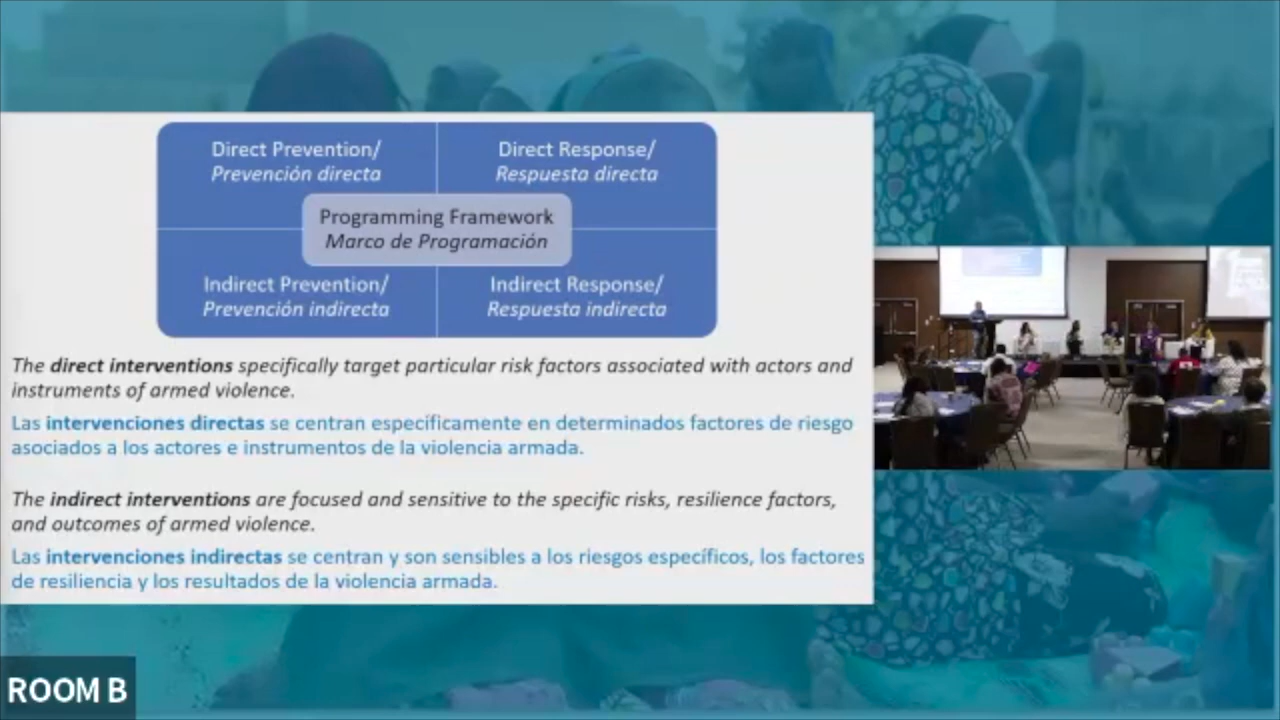 Direct Prevention/
Prevención directa
Direct Response/
Respuesta directa
Programming Framework
Marco de Programación
Indirect Prevention/
Prevención indirecta
Indirect Response/
Respuesta indirecta
The direct interventions specifically target particular risk factors associated with actors and
instruments of armed violence.
Las intervenciones directas se centran específicamente en determinados factores de riesgo
asociados a los actores e instrumentos de la violencia armada.
The indirect interventions are focused and sensitive to the specific risks, resilience factors,
and outcomes of armed violence.
Las intervenciones indirectas se centran y son sensibles a los riesgos específicos, los factores
de resiliencia y los resultados de la violencia armada.
ROOM B